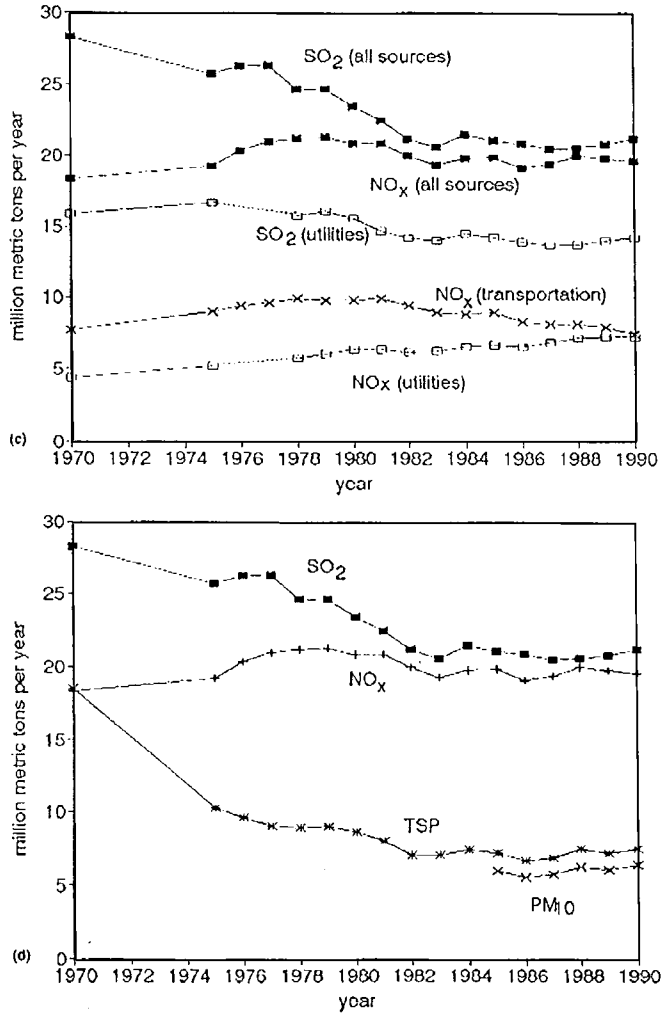 30
25
20
15
10
5
0
million metric tons per year
SO2 (all sources)
NOx (all sources)
SO2 (utilities)
NOx (transportation)
NOx (utilities)
(c)
1970 1972 1974 1976 1978 1980 1982 1984 1986 1988 1990
year
30
25
20
15
10
5
0
million metric tons per year
SO2
NOx
TSP
PM10
(d)
1970 1972 1974 1976 1978 1980 1982 1984 1986 1988 1990
year